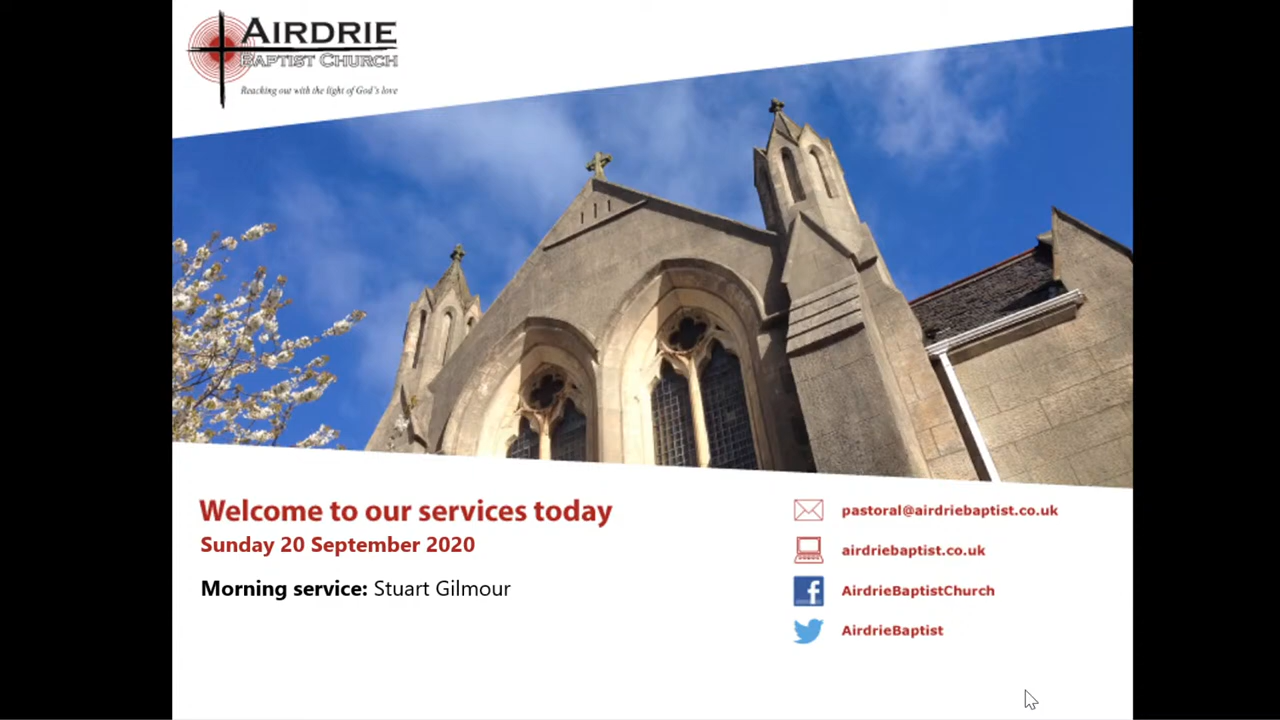 AIRDRIE
BAPTIST CHURCH
Reaching out with the light of God's love
Welcome to our services today
Sunday 20 September 2020
Morning service: Stuart Gilmour
pastoral@airdriebaptist.co.uk
airdriebaptist.co.uk
AirdrieBaptistChurch
AirdrieBaptist